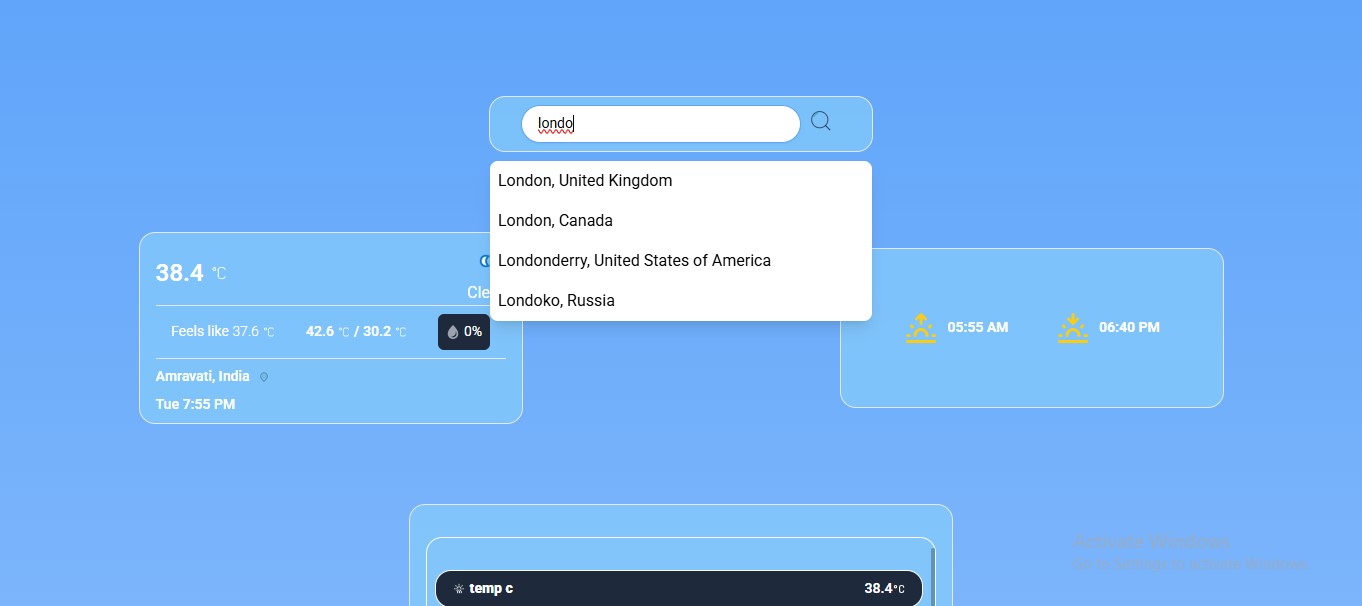 londo
London, United Kingdom
London, Canada
Londonderry, United States of America
Londoko, Russia
38.4 °C
Cle
Feels like 37.6 °C 42.6 °C / 30.2 °C 0%
Amravati, India
Tue 7:55 PM
05:55 AM 06:40 PM
temp c 38.4°C
Activate Windows
Go to Settings to activate Windows.